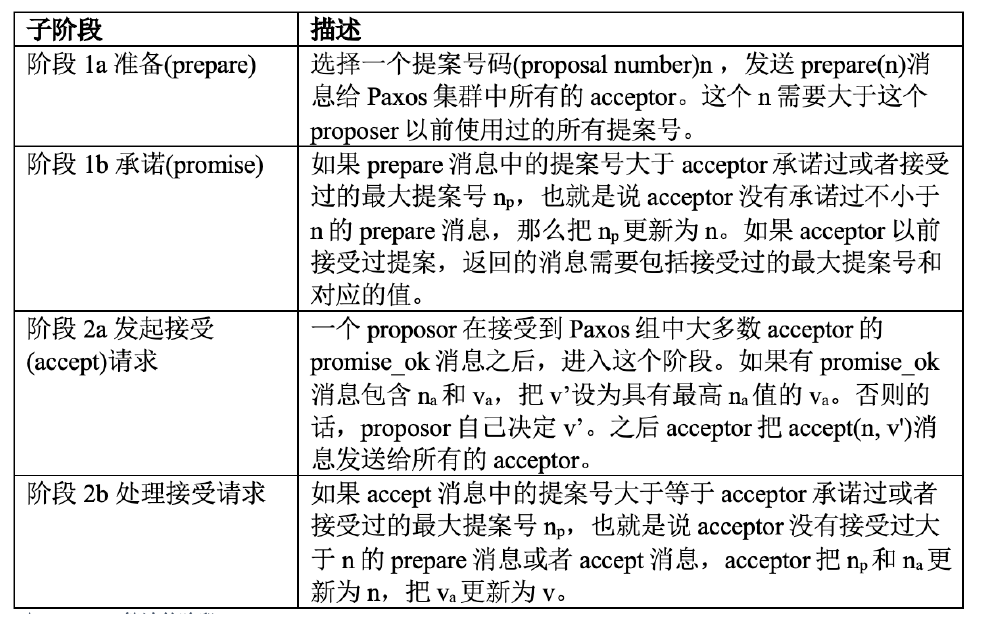 子阶段 描述
阶段 1a 准备(prepare) 选择一个提案号码(proposal number)n ，发送 prepare(n)消
息给 Paxos 集群中所有的 acceptor。这个 n 需要大于这个
proposer 以前使用过的所有提案号。
阶段 1b 承诺(promise) 如果 prepare 消息中的提案号大于 acceptor 承诺过或者接受
过的最大提案号 nₚ，也就是说 acceptor 没有承诺过不小于
n 的 prepare 消息，那么把 nₚ 更新为 n。如果 acceptor 以前
接受过提案，返回的消息需要包括接受过的最大提案号和
对应的值。
阶段 2a 发起接受 一个 proposor 在接受到 Paxos 组中大多数 acceptor 的
(accept)请求 promise_ok 消息之后，进入这个阶段。如果有 promise_ok
消息包含 nₐ 和 vₐ，把 v’设为具有最高 nₐ 值的 vₐ。否则的
话，proposor 自己决定 v’。之后 acceptor 把 accept(n, v')消
息发送给所有的 acceptor。
阶段 2b 处理接受请求 如果 accept 消息中的提案号大于等于 acceptor 承诺过或者
接受过的最大提案号 nₚ，也就是说 acceptor 没有接受过大
于 n 的 prepare 消息或者 accept 消息，acceptor 把 nₚ 和 nₐ 更
新为 n，把 vₐ 更新为 v。